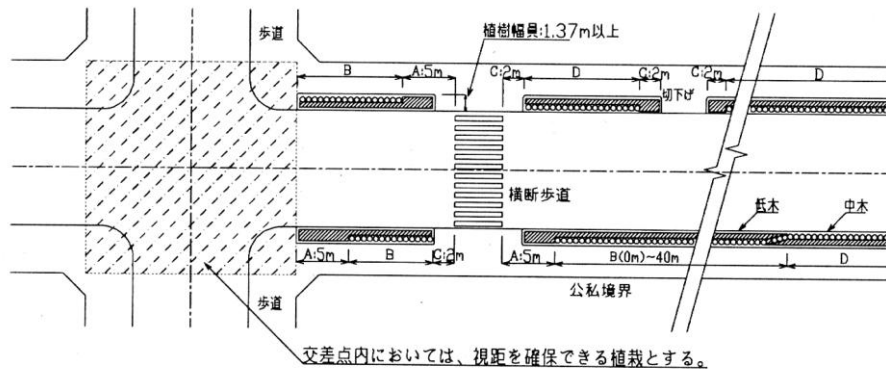 歩道
植樹幅員:1.37m以上
B
A:5m
C:2m
D
C:2m
C:2m
D
切下げ
横断歩道
低木
中木
A:5m
B
C:2m
A:5m
B(0m)~40m
D
歩道
公私境界
交差点内においては、視距を確保できる植栽とする。